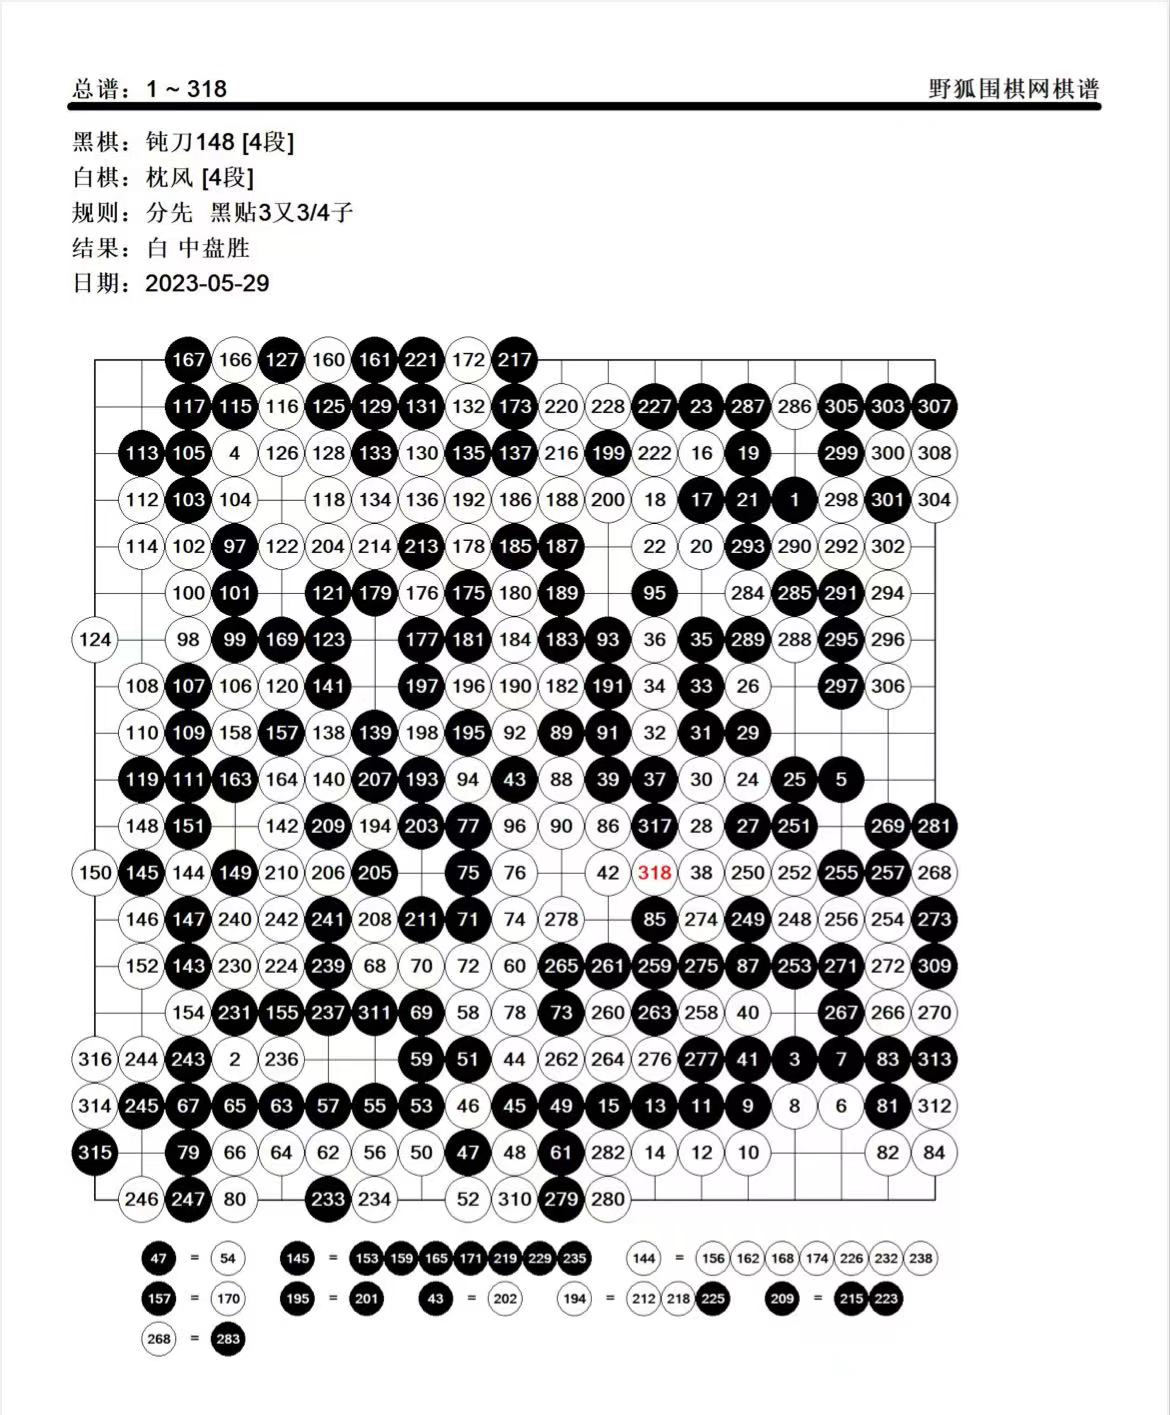 总谱：1 ~ 318 野狐围棋网棋谱
黑棋：钝刀148 [4段]
白棋：枕风 [4段]
规则：分先 黑贴3又3/4子
结果：白 中盘胜
日期：2023-05-29
167 166 127 160 161 221 172 217
117 115 116 125 129 131 132 173 220 228 227 23 287 286 305 303 307
113 105 4 126 128 133 130 135 137 216 199 222 16 19 299 300 308
112 103 104 118 134 136 192 186 188 200 18 17 21 1 298 301 304
114 102 97 122 204 214 213 178 185 187 22 20 293 290 292 302
100 101 121 179 176 175 180 189 95 284 285 291 294
124 98 99 169 123 177 181 184 183 93 36 35 289 288 295 296
108 107 106 120 141 197 196 190 182 191 34 33 26 297 306
110 109 158 157 138 139 198 195 92 89 91 32 31 29
119 111 163 164 140 207 193 94 43 88 39 37 30 24 25 5
148 151 142 209 194 203 77 96 90 86 317 28 27 251 269 281
150 145 144 149 210 206 205 75 76 42 318 38 250 252 255 257 268
146 147 240 242 241 208 211 71 74 278 85 274 249 248 256 254 273
152 143 230 224 239 68 70 72 60 265 261 259 275 87 253 271 272 309
154 231 155 237 311 69 58 78 73 260 263 258 40 267 266 270
316 244 243 2 236 59 51 44 262 264 276 277 41 3 7 83 313
314 245 67 65 63 57 55 53 46 45 49 15 13 11 9 8 6 81 312
315 79 66 64 62 56 50 47 48 61 282 14 12 10 82 84
246 247 80 233 234 52 310 279 280
47 = 54 145 = 153 159 165 171 219 229 235 144 = 156 162 168 174 226 232 238
157 = 170 195 = 201 43 = 202 194 = 212 218 225 209 = 215 223
268 = 283